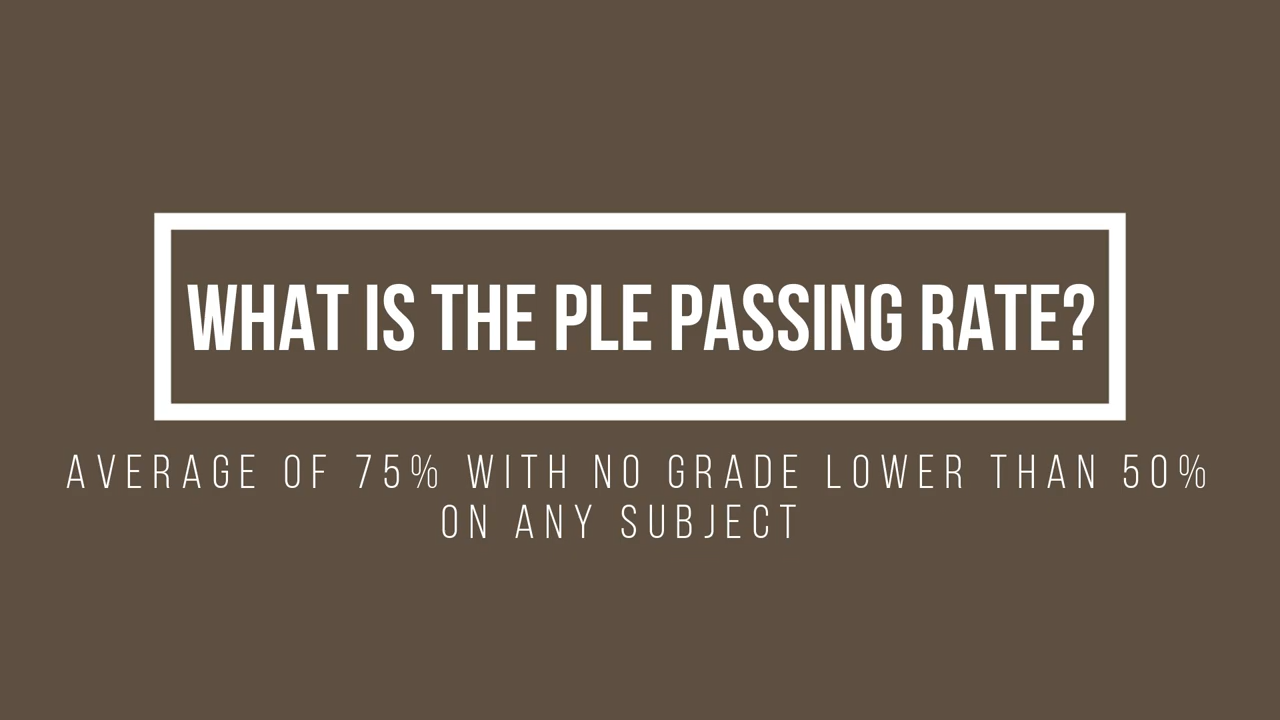 WHAT IS THE PLE PASSING RATE?
AVERAGE OF 75% WITH NO GRADE LOWER THAN 50%
ON ANY SUBJECT